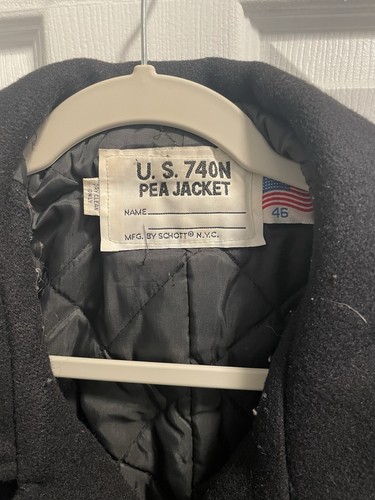 U. S. 740N
PEA JACKET
NAME
MFG. BY SCHOTT® N.Y.C.
46